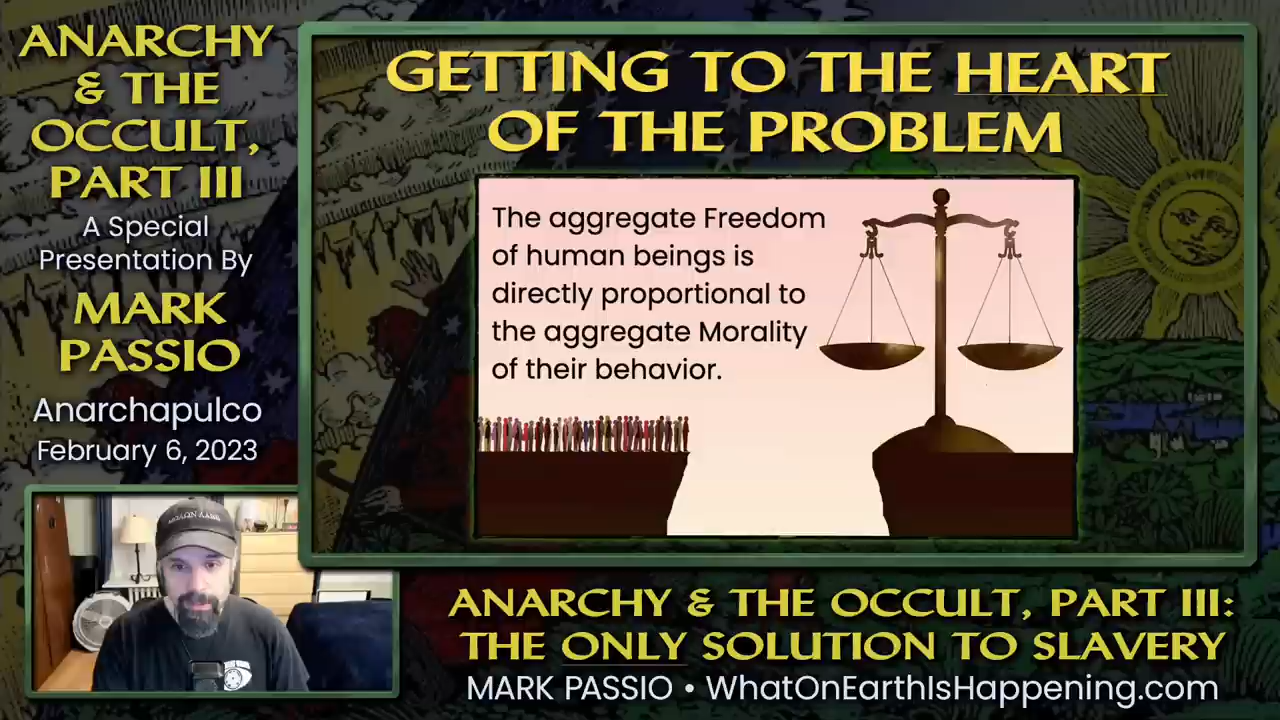 ANARCHY
& THE
OCCULT,
PART III
A Special
Presentation By
MARK
PASSIO
Anarchapulco
February 6, 2023
GETTING TO THE HEART
OF THE PROBLEM
The aggregate Freedom
of human beings is
directly proportional to
the aggregate Morality
of their behavior.
ΜΟΛΩΝ ΛΑΒΕ
ANARCHY & THE OCCULT, PART III:
THE ONLY SOLUTION TO SLAVERY
MARK PASSIO • WhatOnEarthIsHappening.com